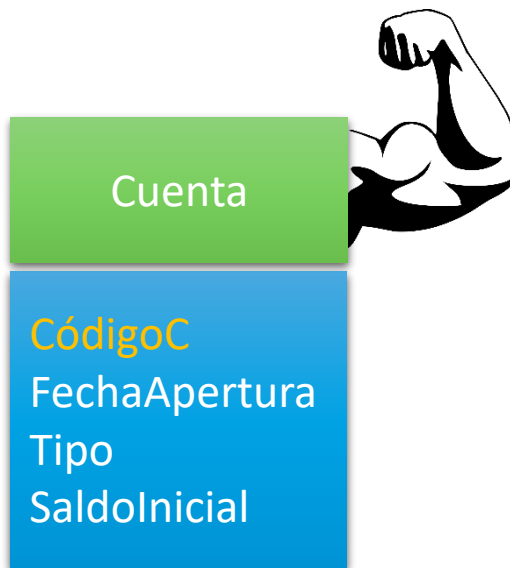 Cuenta
CódigoC
FechaApertura
Tipo
SaldoInicial